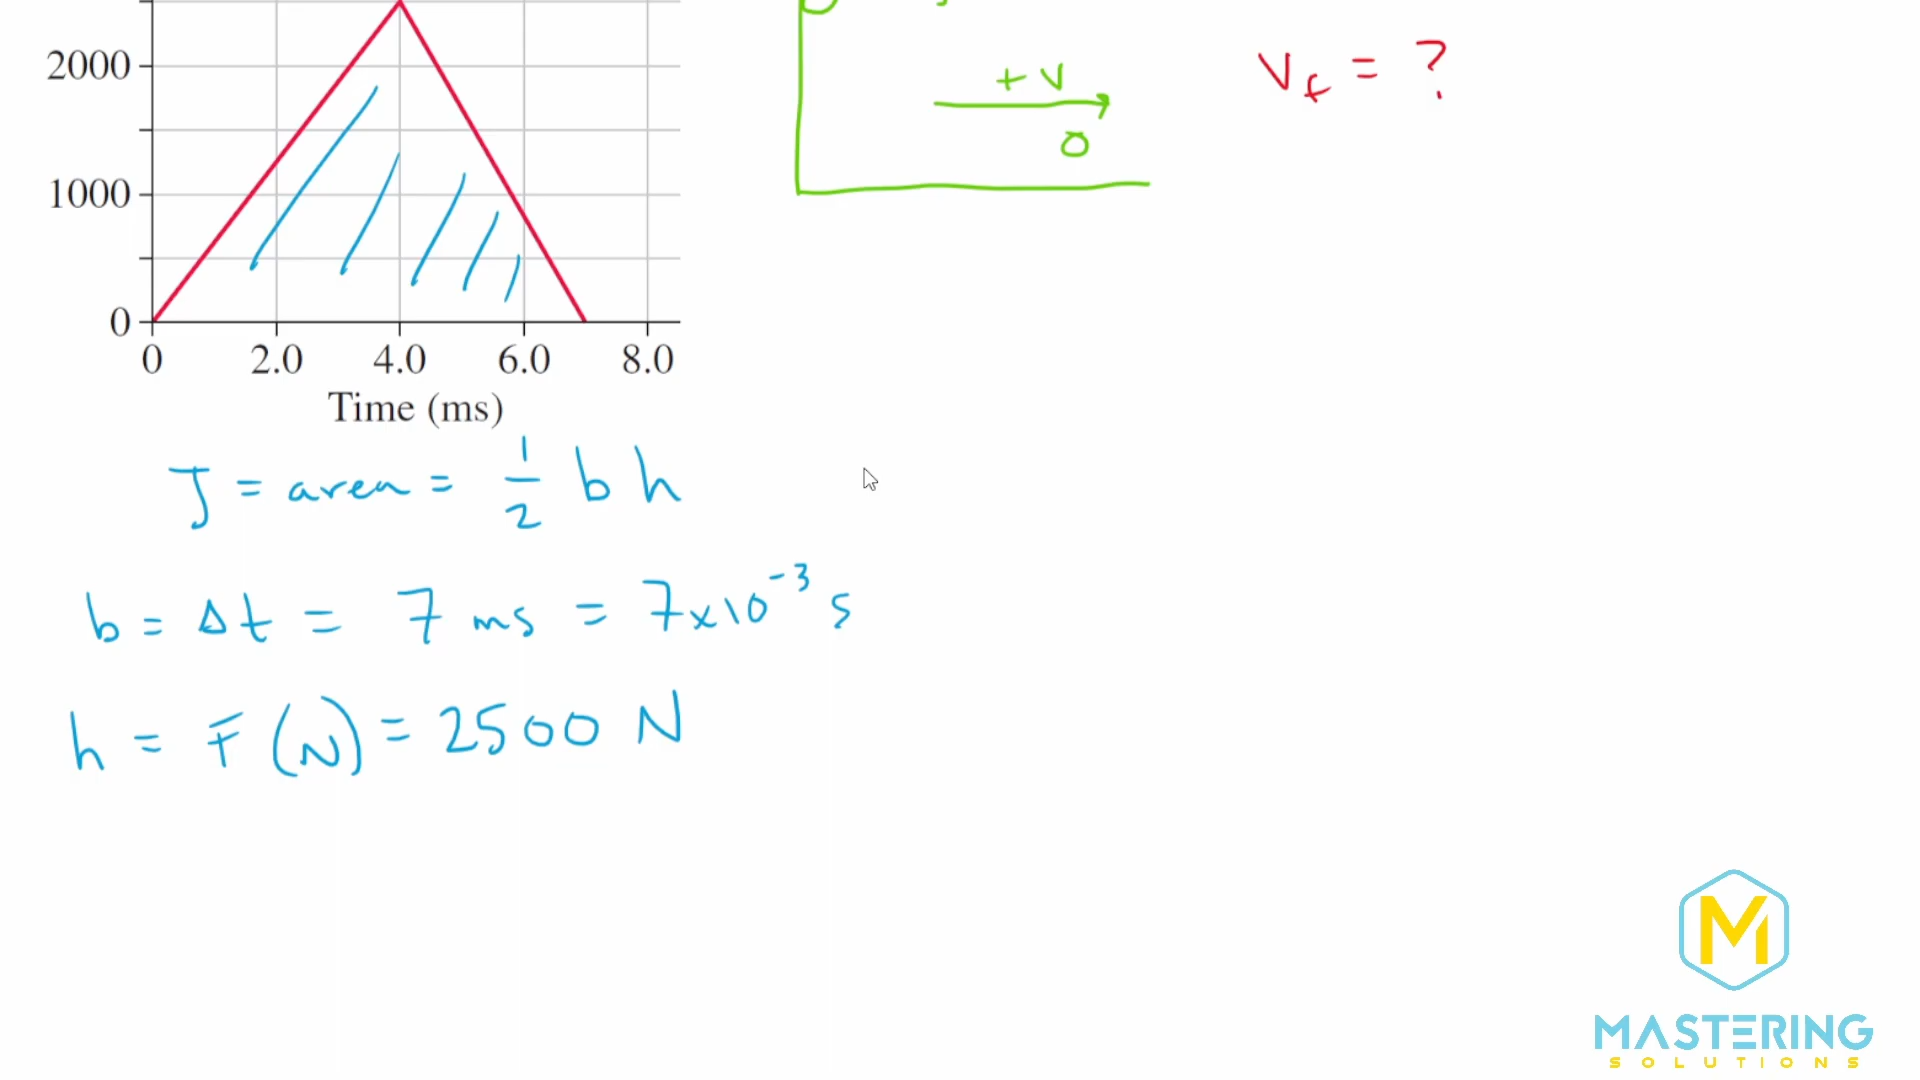 2000
1000
0
0 2.0 4.0 6.0 8.0
Time (ms)
+V
0
V_f = ?
J = area = 1/2 b h
b = Δt = 7 ms = 7x10^-3 s
h = F (N) = 2500 N
M
MASTERING
SOLUTIONS